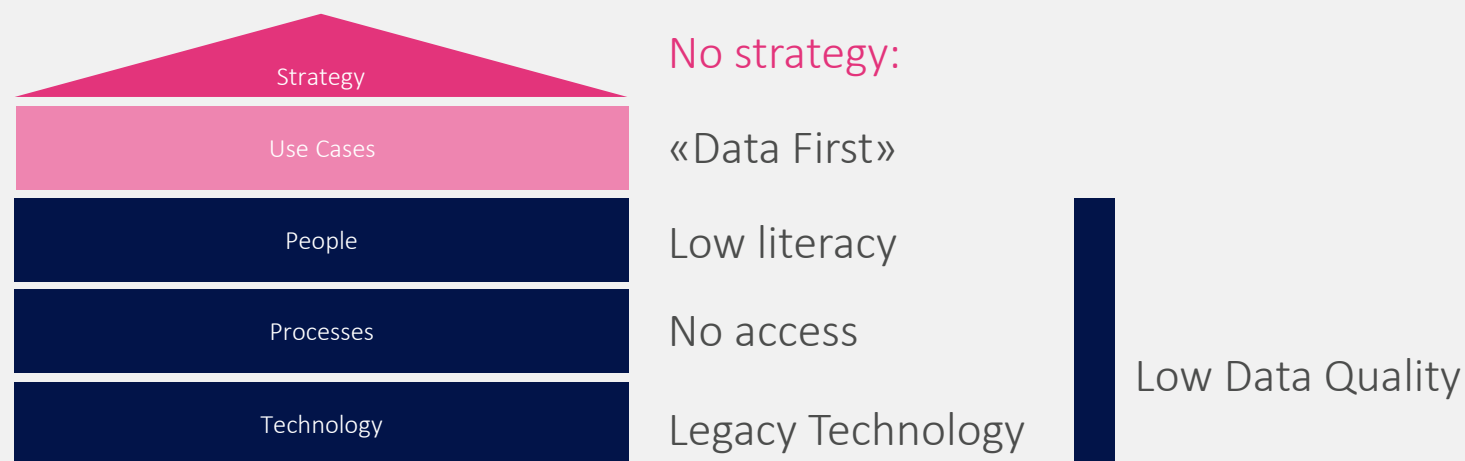 Strategy
No strategy:
Use Cases
«Data First»
People
Low literacy
Processes
No access
Low Data Quality
Technology
Legacy Technology